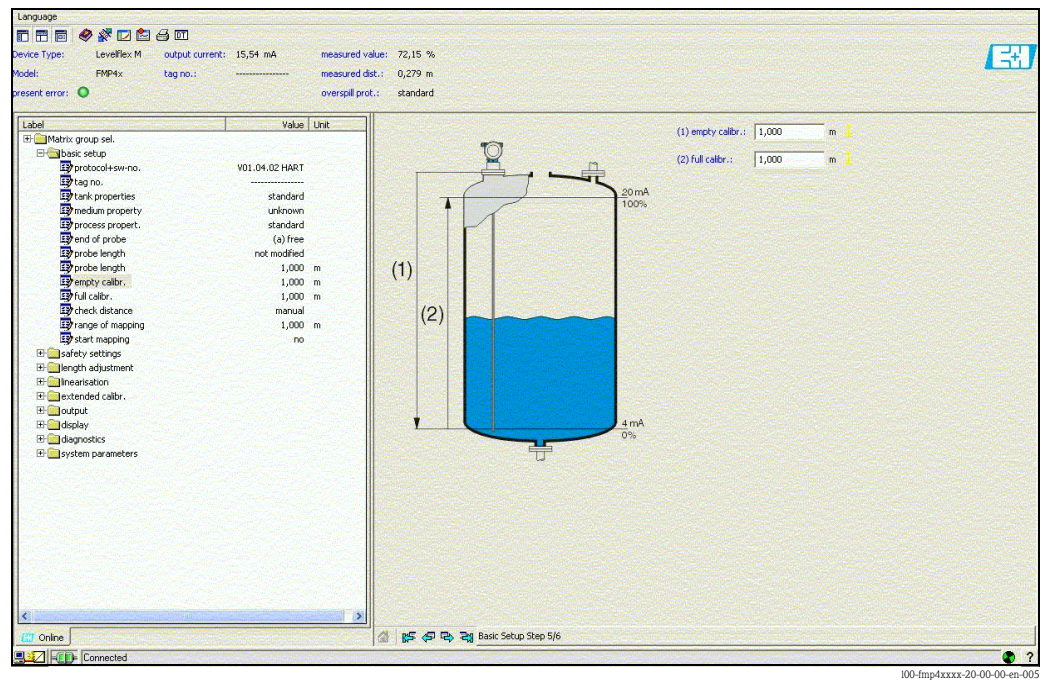 Language
Device Type: Levelflex M output current: 15,54 mA measured value: 72,15 %
Model: FMP4x tag no.: --------------- measured dist.: 0,279 m
present error: overspill prot.: standard
E+H
Label Value Unit
Matrix group sel.
basic setup
protocol+sw-no. V01.04.02 HART
tag no. ----------------
tank properties standard
medium property unknown
process propert. standard
end of probe (a) free
probe length not modified
probe length 1,000 m
empty calibr. 1,000 m
full calibr. 1,000 m
check distance manual
range of mapping 1,000 m
start mapping no
safety settings
length adjustment
linearisation
extended calibr.
output
display
diagnostics
system parameters
(1) empty calibr.: 1,000 m
(2) full calibr.: 1,000 m
20 mA
100%
(1)
(2)
4 mA
0%
Online
Basic Setup Step 5/6
Connected
?
l00-fmp4xxxx-20-00-00-en-005